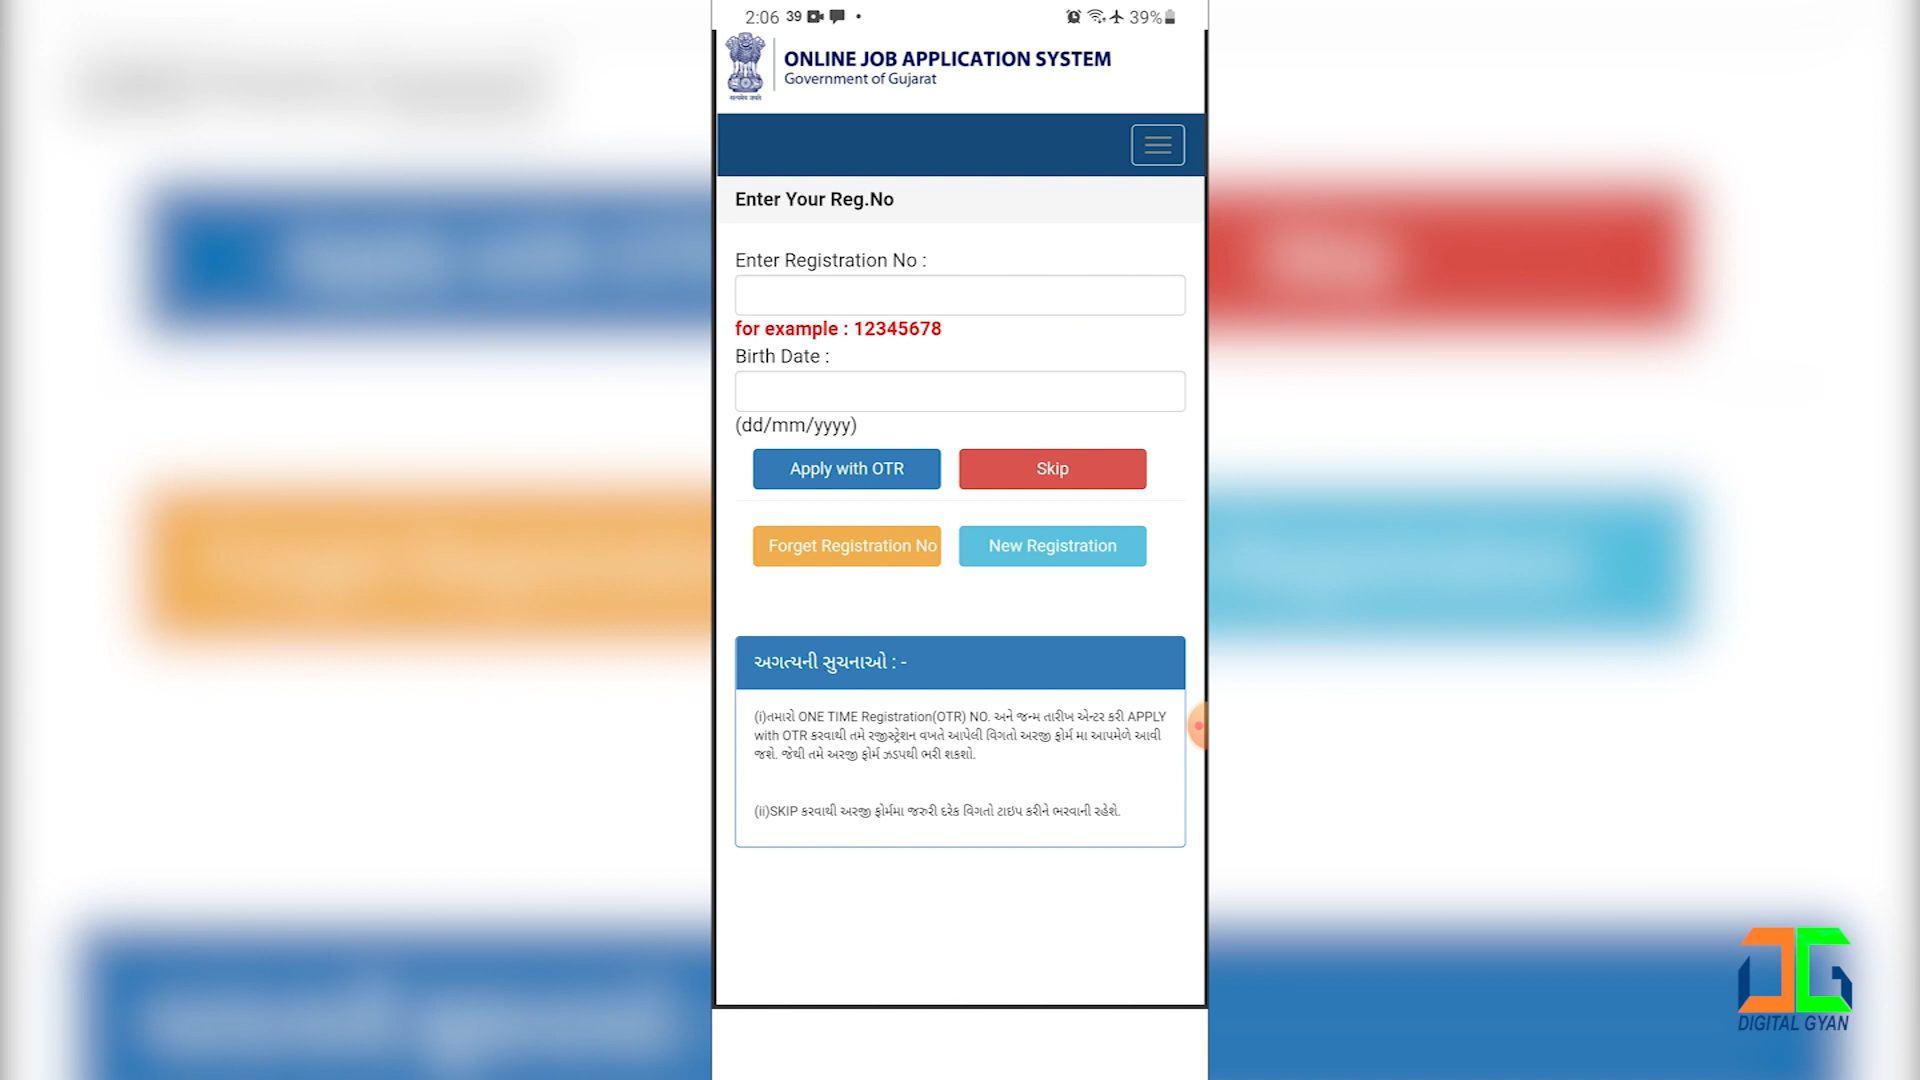 2:06 39 39%
ONLINE JOB APPLICATION SYSTEM
Government of Gujarat
सत्यमेव जयते
Enter Your Reg.No
Enter Registration No :
for example : 12345678
Birth Date :
(dd/mm/yyyy)
Apply with OTR
Skip
Forget Registration No
New Registration
અગત્યની સુચનાઓ : -
(i)તમારો ONE TIME Registration(OTR) NO. અને જન્મ તારીખ એન્ટર કરી APPLY
with OTR કરવાથી તમે રજીસ્ટ્રેશન વખતે આપેલી વિગતો અરજી ફોર્મ મા આપમેળે આવી
જશે. જેથી તમે અરજી ફોર્મ ઝડપથી ભરી શકશો.
(ii)SKIP કરવાથી અરજી ફોર્મમા જરુરી દરેક વિગતો ટાઇપ કરીને ભરવાની રહેશે.
DIGITAL GYAN